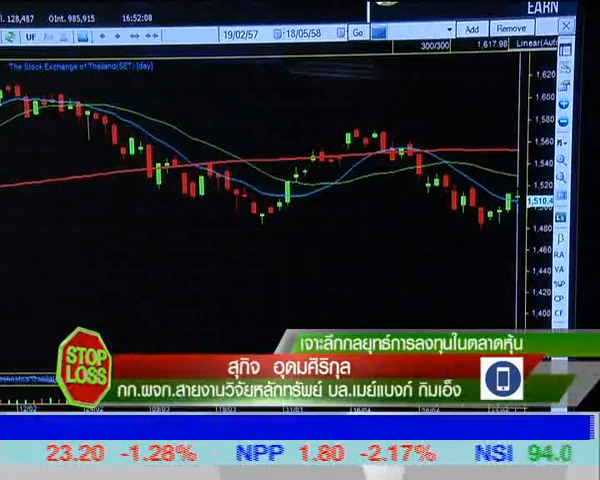 EARN
128,487 OInt. 985,915 16:52:08
UF 19/02/57 18/05/58 Go Add Remove
300/300 1,617.98 Linear(Auto
The Stock Exchange of Thailand(SET) [day]
1,620
1,600
1,580
1,560
1,540
1,520
1,510.4
1,480
1,460
1,440
1,420
1,400
β
RA
VA
%P
CP
CF
เจาะลึกกลยุทธ์การลงทุนในตลาดหุ้น
STOP
LOSS
สุกิจ อุดมศิริกุล
กก.ผจก.สายงานวิจัยหลักทรัพย์ บล.เมย์แบงก์ กิมเอ็ง
23.20 -1.28% NPP 1.80 -2.17% NSI 94.0